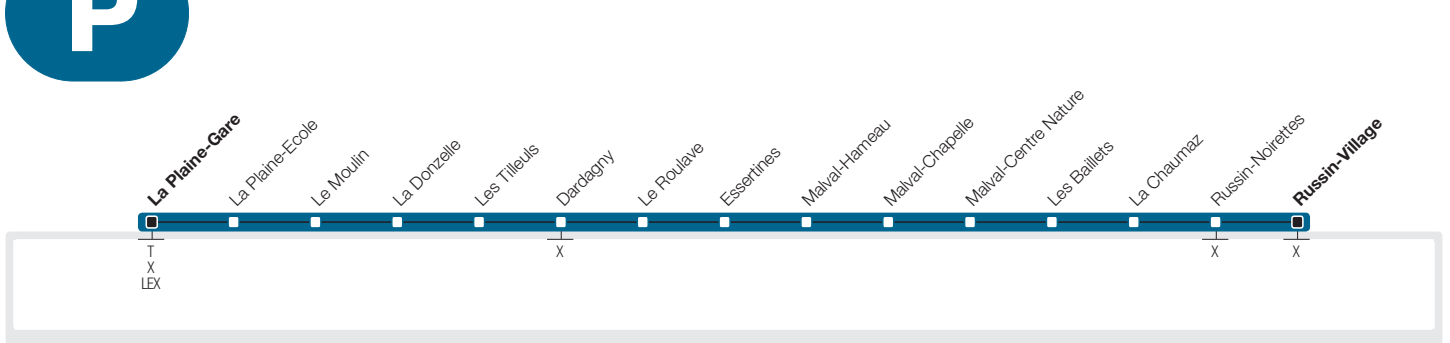 P
La Plaine-Gare
La Plaine-Ecole
Le Moulin
La Donzelle
Les Tilleuls
Dardagny
Le Roulave
Essertines
Malval-Hameau
Malval-Chapelle
Malval-Centre Nature
Les Baillets
La Chaumaz
Russin-Noirettes
Russin-Village
T
X
LEX
X
X
X